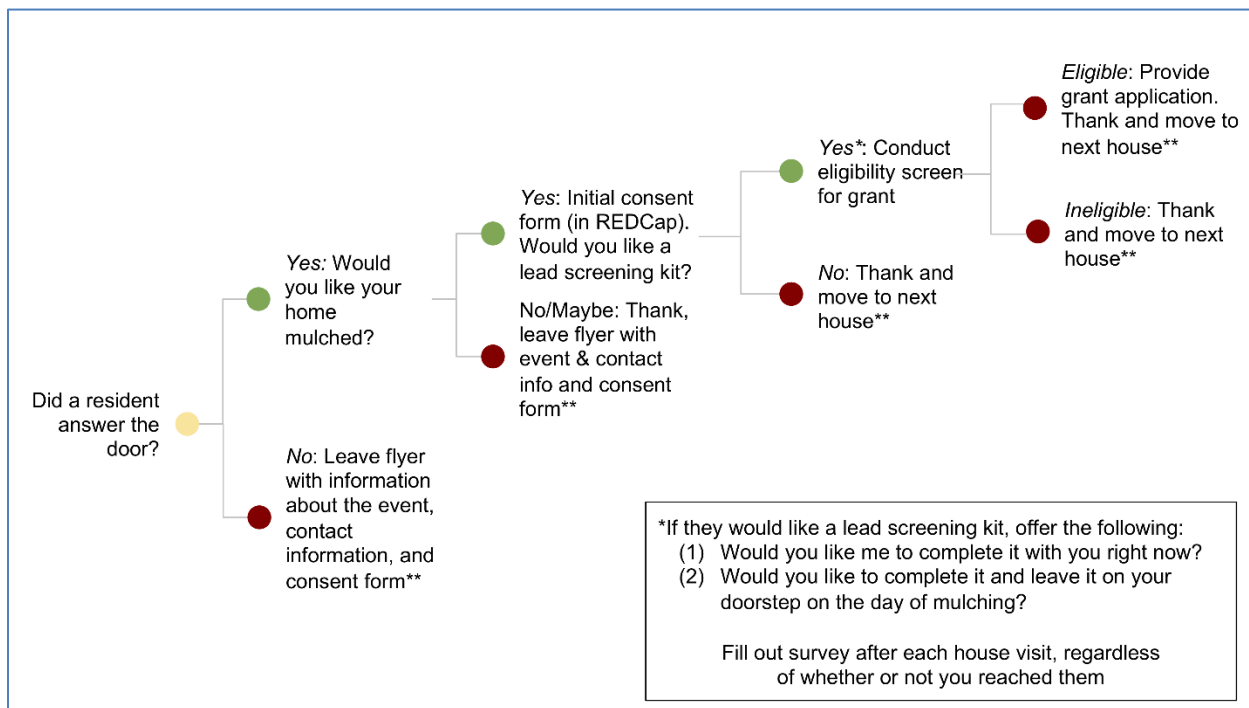 Did a resident
answer the
door?
Yes: Would
you like your
home
mulched?
No: Leave flyer
with information
about the event,
contact
information, and
consent form**
Yes: Initial consent
form (in REDCap).
Would you like a
lead screening kit?
No/Maybe: Thank,
leave flyer with
event & contact
info and consent
form**
Yes*: Conduct
eligibility screen
for grant
No: Thank and
move to next
house**
Eligible: Provide
grant application.
Thank and move to
next house**
Ineligible: Thank
and move to next
house**
*If they would like a lead screening kit, offer the following:
(1) Would you like me to complete it with you right now?
(2) Would you like to complete it and leave it on your
doorstep on the day of mulching?
Fill out survey after each house visit, regardless
of whether or not you reached them